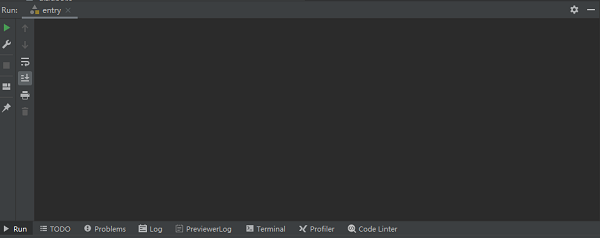 Run: entry
Run TODO Problems Log PreviewerLog Terminal Profiler Code Linter